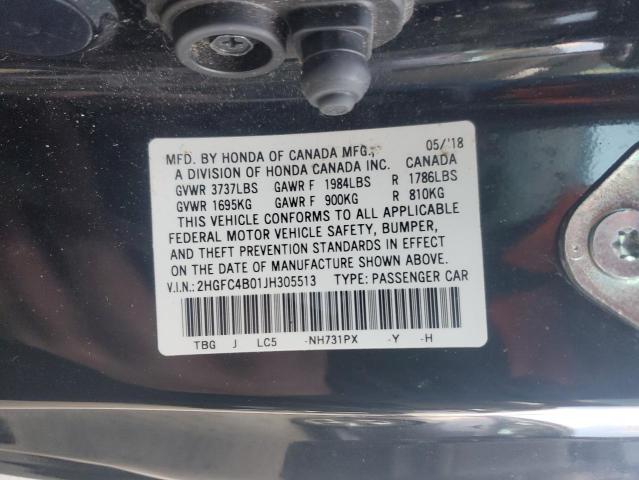 MFD. BY HONDA OF CANADA MFG., 05/'18
A DIVISION OF HONDA CANADA INC. CANADA
GVWR 3737LBS GAWR F 1984LBS R 1786LBS
GVWR 1695KG GAWR F 900KG R 810KG
THIS VEHICLE CONFORMS TO ALL APPLICABLE
FEDERAL MOTOR VEHICLE SAFETY, BUMPER,
AND THEFT PREVENTION STANDARDS IN EFFECT
ON THE DATE OF MANUFACTURE SHOWN ABOVE.
V.I.N.: 2HGFC4B01JH305513 TYPE: PASSENGER CAR
TBG J LC5 -NH731PX -Y -H